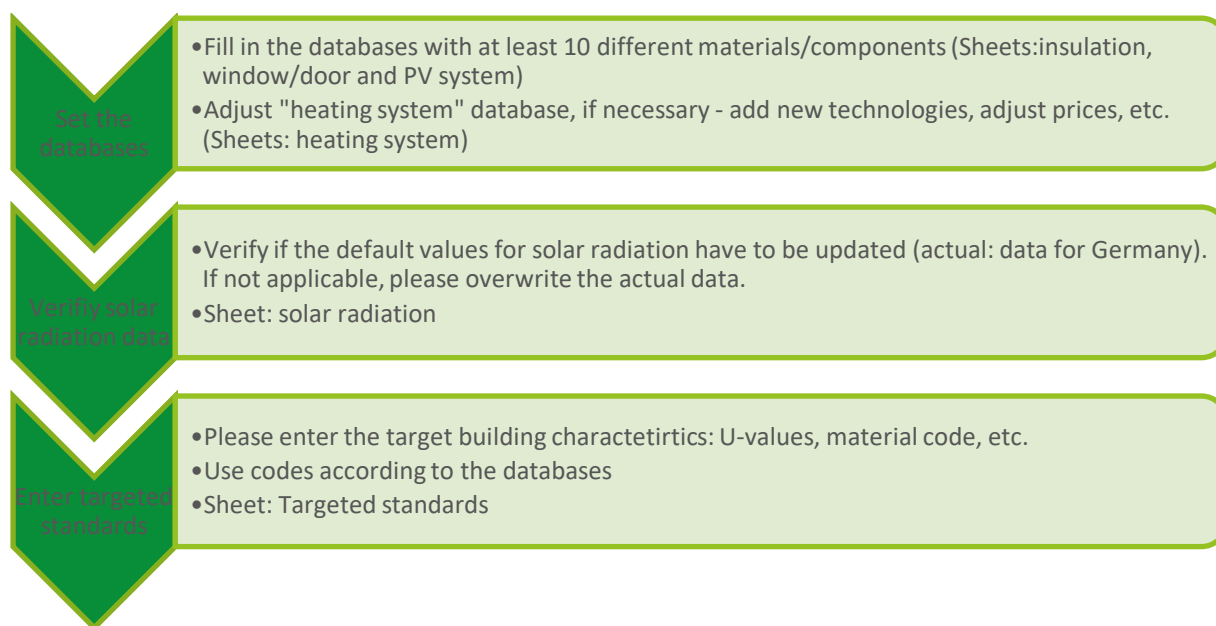 Set the
databases
•Fill in the databases with at least 10 different materials/components (Sheets:insulation,
window/door and PV system)
•Adjust "heating system" database, if necessary - add new technologies, adjust prices, etc.
(Sheets: heating system)
Verifiy solar
radiation data
•Verify if the default values for solar radiation have to be updated (actual: data for Germany).
If not applicable, please overwrite the actual data.
•Sheet: solar radiation
Enter targeted
standards
•Please enter the target building charactetirtics: U-values, material code, etc.
•Use codes according to the databases
•Sheet: Targeted standards